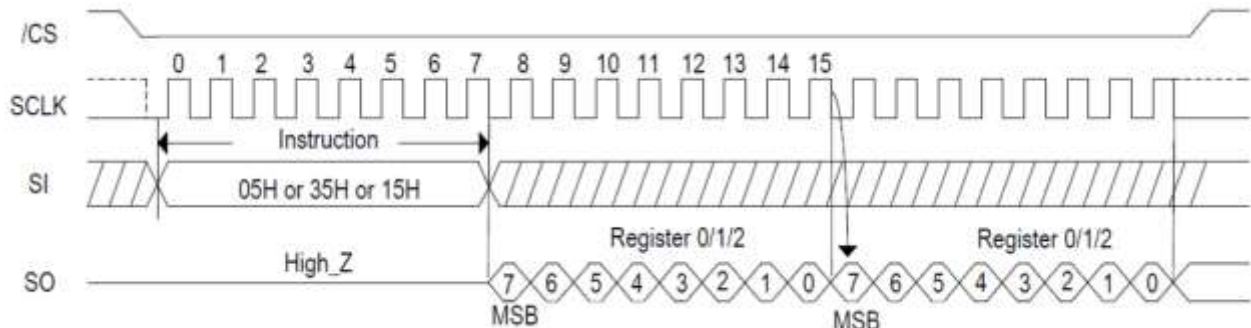 /CS
0 1 2 3 4 5 6 7 8 9 10 11 12 13 14 15
SCLK
Instruction
SI
05H or 35H or 15H
Register 0/1/2 Register 0/1/2
High_Z
SO
7 6 5 4 3 2 1 0 7 6 5 4 3 2 1 0
MSB MSB